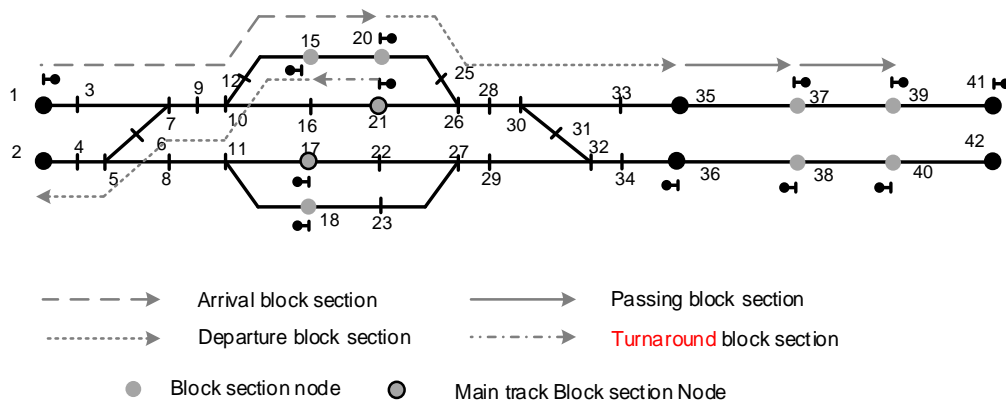 15 20
12 25
1 3 9 28 33 35 37 39 41
7 10 16 21 26 30
6 31
2 4 17 27 32 42
5 8 11 22 29 34 36 38 40
18 23
Arrival block section Passing block section
Departure block section Turnaround block section
Block section node Main track Block section Node